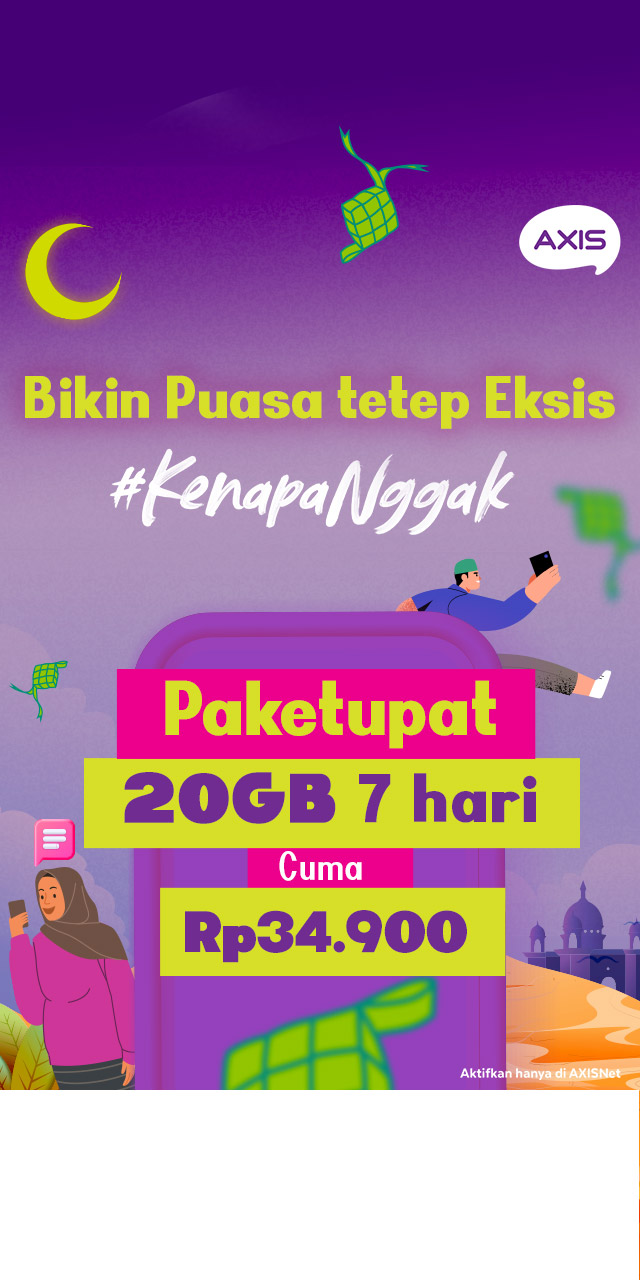 AXIS
Bikin Puasa tetep Eksis
#KenapaNggak
Paketupat
20GB 7 hari
Cuma
Rp34.900
Aktifkan hanya di AXISNet